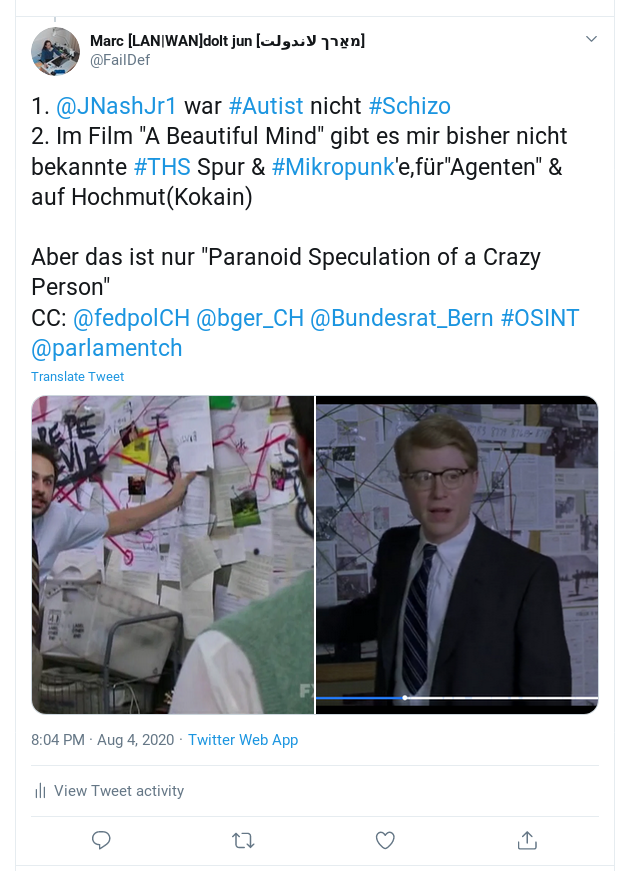 Marc [LAN|WAN]dolt jun [מאַרך لاندولت]
@FailDef
1. @JNashJr1 war #Autist nicht #Schizo
2. Im Film "A Beautiful Mind" gibt es mir bisher nicht
bekannte #THS Spur & #Mikropunk'e,für"Agenten" &
auf Hochmut(Kokain)
Aber das ist nur "Paranoid Speculation of a Crazy
Person"
CC: @fedpolCH @bger_CH @Bundesrat_Bern #OSINT
@parlamentch
Translate Tweet
PEPE
SILVIA
FX
8:04 PM · Aug 4, 2020 · Twitter Web App
View Tweet activity